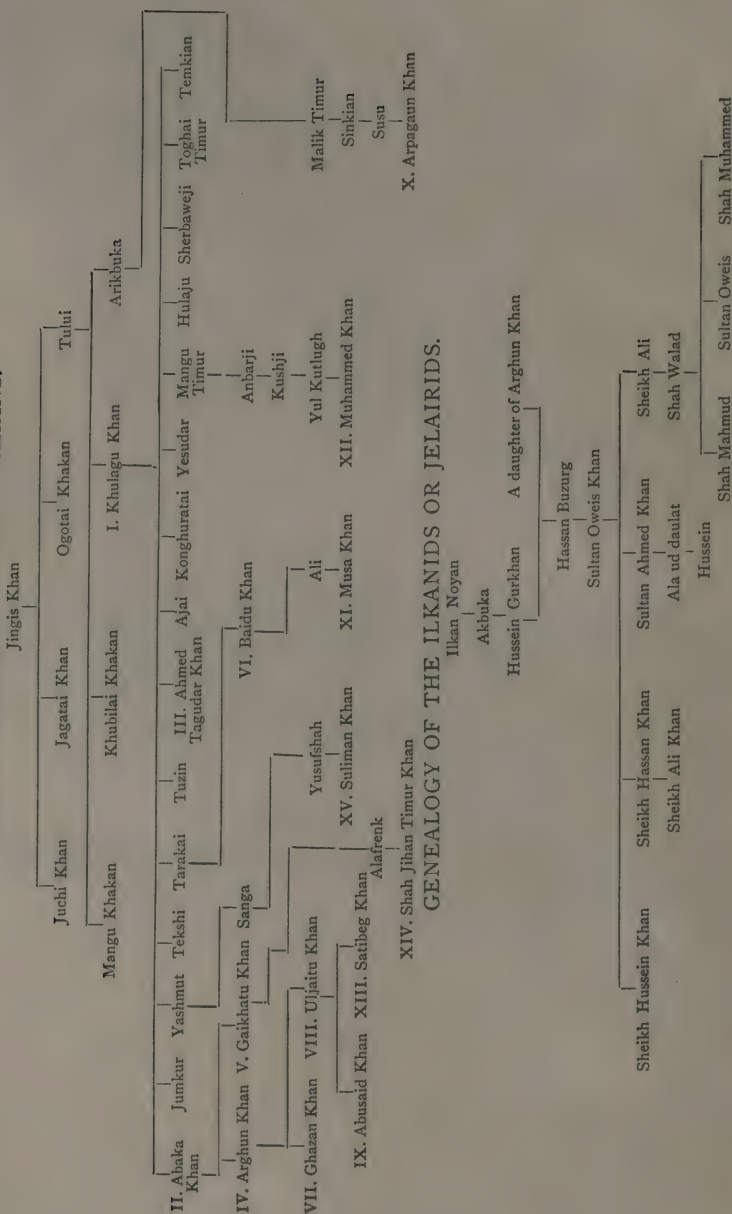 Jingis Khan
Juchi Khan Jagatai Khan Ogotai Khakan Tului
Mangu Khakan Khubilai Khakan I. Khulagu Khan Arikbuka
II. Abaka Khan Jumkur Yashmut Tekshi Tarakai Tuzin III. Ahmed Tagudar Khan Ajai Konghuratai Yesudar Mangu Timur Hulaju Sherbaweji Toghai Timur Temkian
IV. Arghun Khan V. Gaikhatu Khan Sanga VI. Baidu Khan Anbarji
Kushji
VII. Ghazan Khan VIII. Uljaitu Khan Yusufshah Ali Yul Kutlugh Malik Timur
IX. Abusaid Khan XIII. Satibeg Khan Alafrenk XV. Suliman Khan XI. Musa Khan XII. Muhammed Khan Sinkian
Susu
XIV. Shah Jihan Timur Khan X. Arpagaun Khan
GENEALOGY OF THE ILKANIDS OR JELAIRIDS.
Ilkan Noyan
Akbuka
Hussein Gurkhan A daughter of Arghun Khan
Hassan Buzurg
Sultan Oweis Khan
Sheikh Hussein Khan Sheikh Hassan Khan Sultan Ahmed Khan Sheikh Ali
Sheikh Ali Khan Ala ud daulat Shah Walad
Hussein
Shah Mahmud Sultan Oweis Shah Muhammed